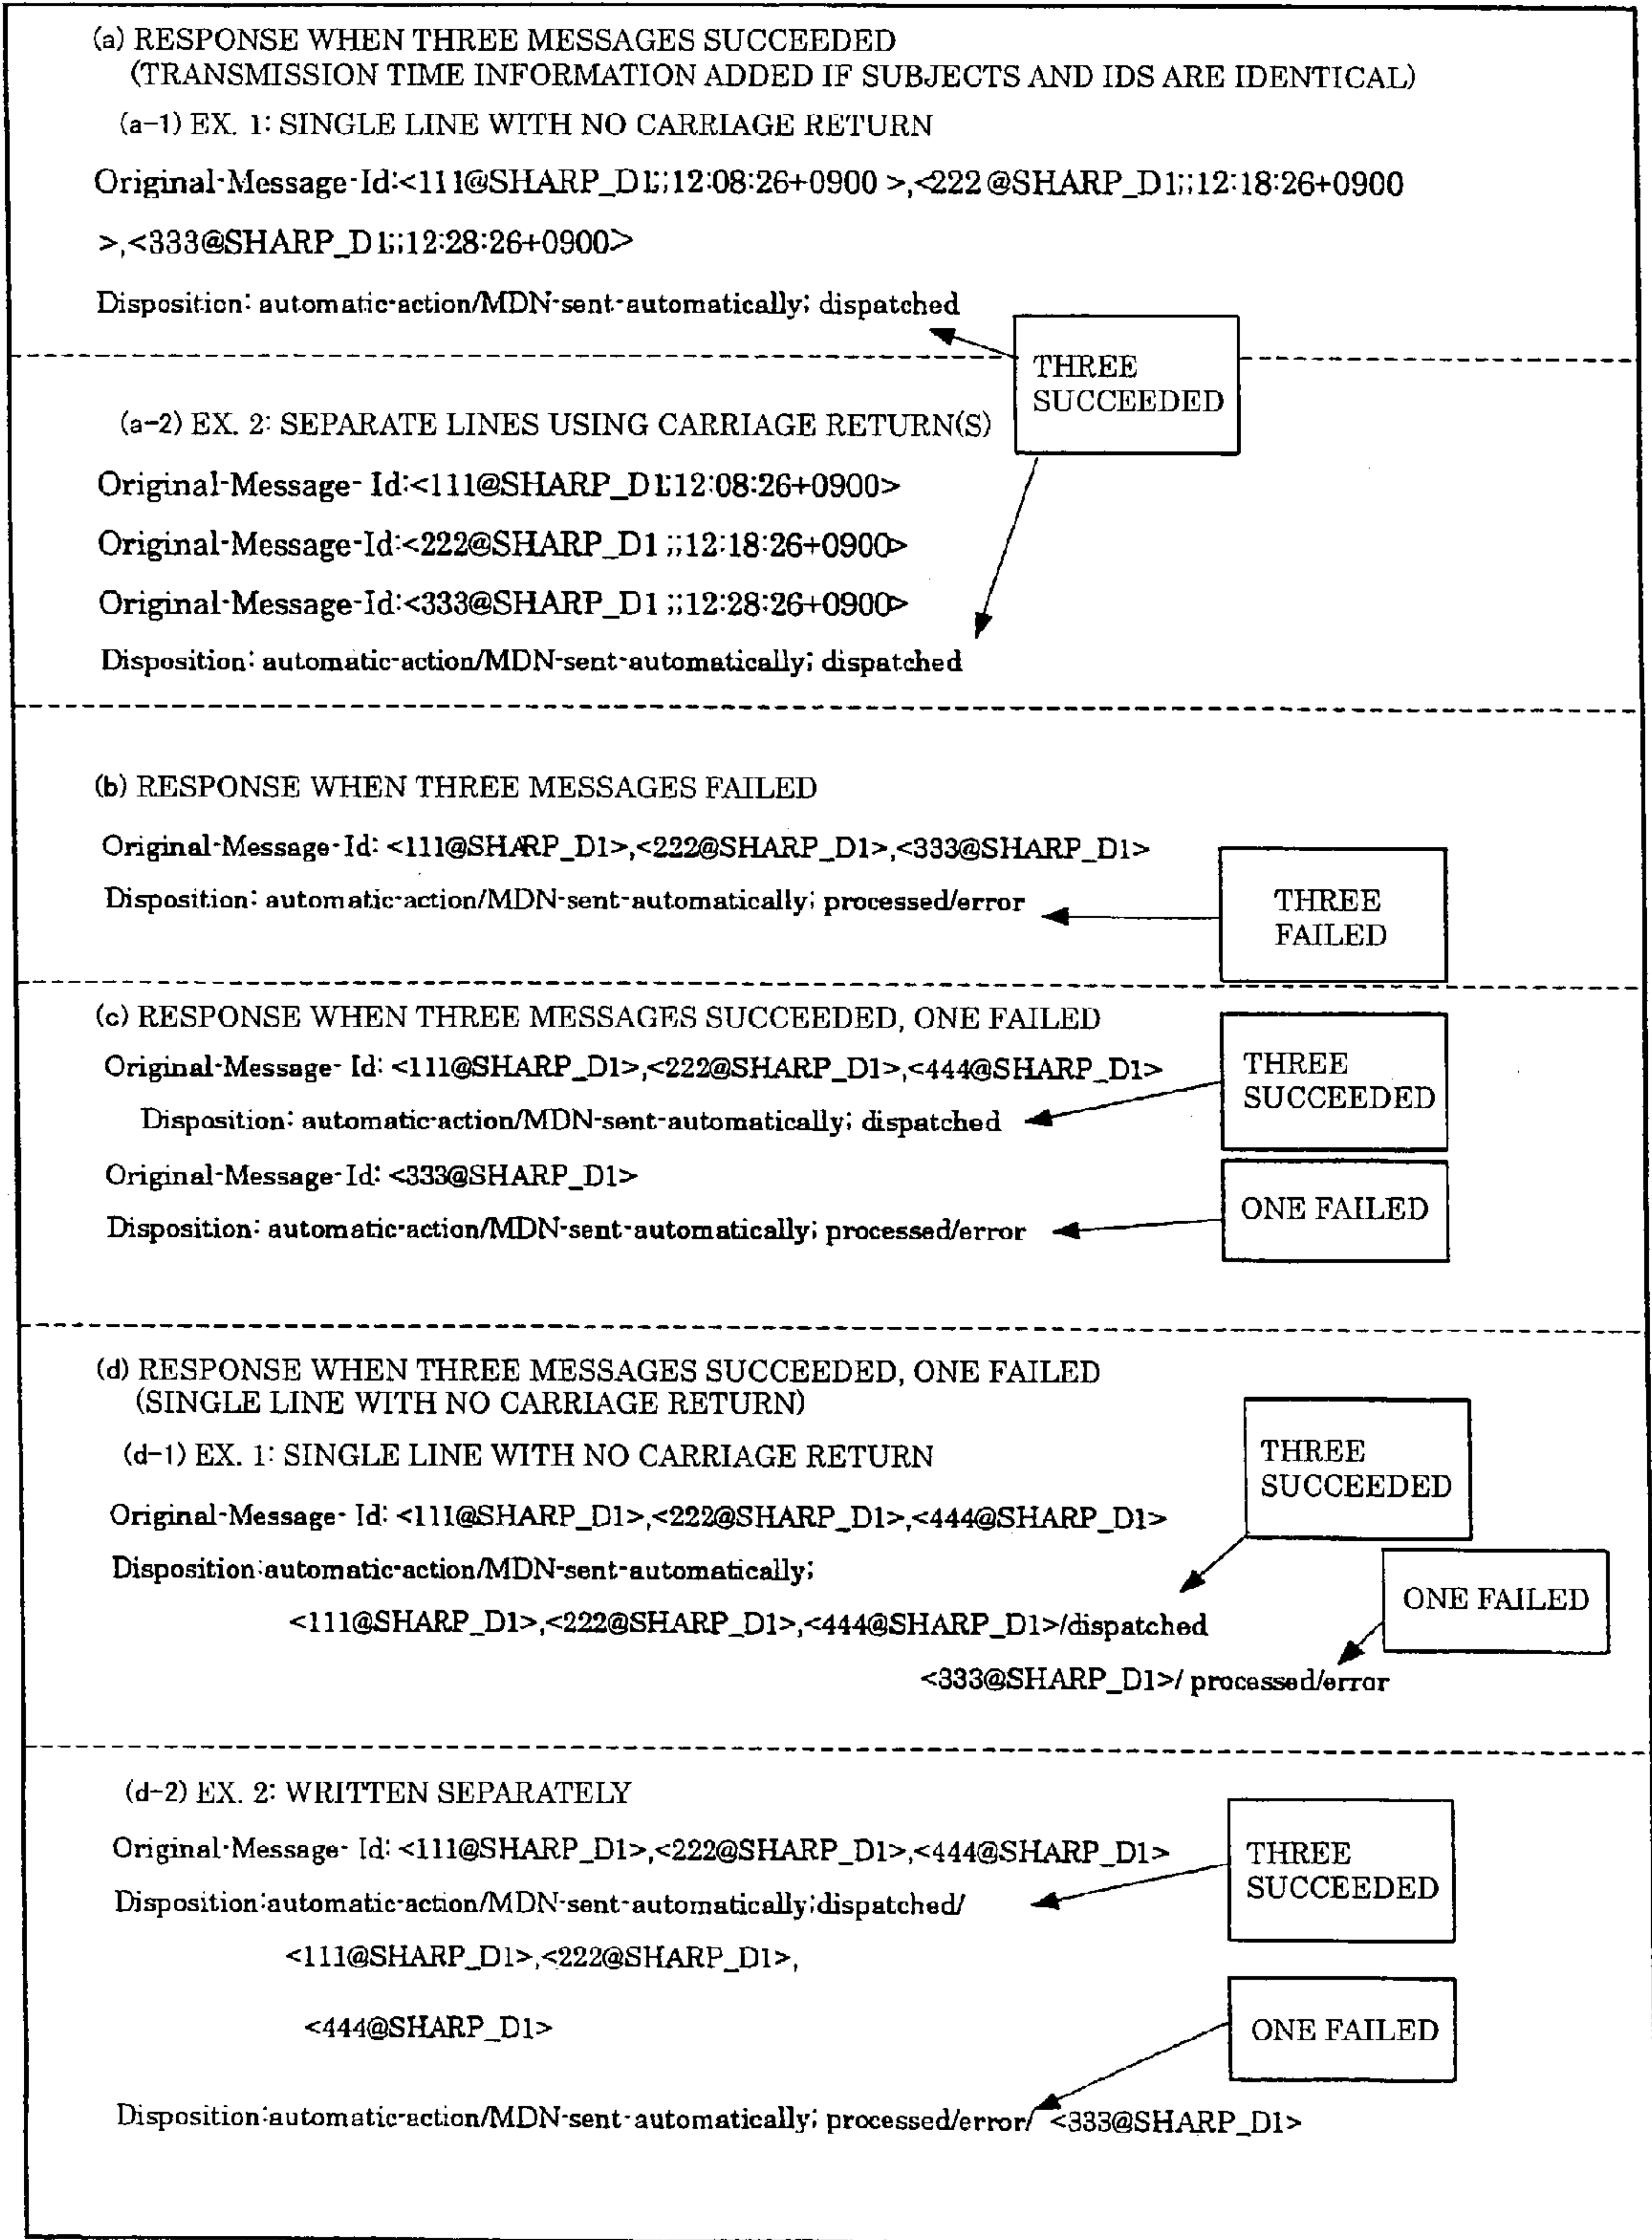 (a) RESPONSE WHEN THREE MESSAGES SUCCEEDED
(TRANSMISSION TIME INFORMATION ADDED IF SUBJECTS AND IDS ARE IDENTICAL)
(a-1) EX. 1: SINGLE LINE WITH NO CARRIAGE RETURN
Original-Message-Id:<111@SHARP_D1;;12:08:26+0900 >,<222@SHARP_D1;;12:18:26+0900
>,<333@SHARP_D1;;12:28:26+0900>
Disposition: automatic-action/MDN-sent-automatically; dispatched
THREE
SUCCEEDED
(a-2) EX. 2: SEPARATE LINES USING CARRIAGE RETURN(S)
Original-Message- Id:<111@SHARP_D1;12:08:26+0900>
Original-Message-Id:<222@SHARP_D1 ;;12:18:26+0900>
Original-Message-Id:<333@SHARP_D1 ;;12:28:26+0900>
Disposition: automatic-action/MDN-sent-automatically; dispatched
(b) RESPONSE WHEN THREE MESSAGES FAILED
Original-Message-Id: <111@SHARP_D1>,<222@SHARP_D1>,<333@SHARP_D1>
Disposition: automatic-action/MDN-sent-automatically; processed/error
THREE
FAILED
(c) RESPONSE WHEN THREE MESSAGES SUCCEEDED, ONE FAILED
Original-Message- Id: <111@SHARP_D1>,<222@SHARP_D1>,<444@SHARP_D1>
THREE
SUCCEEDED
Disposition: automatic-action/MDN-sent-automatically; dispatched
Original-Message-Id: <333@SHARP_D1>
ONE FAILED
Disposition: automatic-action/MDN-sent-automatically; processed/error
(d) RESPONSE WHEN THREE MESSAGES SUCCEEDED, ONE FAILED
(SINGLE LINE WITH NO CARRIAGE RETURN)
(d-1) EX. 1: SINGLE LINE WITH NO CARRIAGE RETURN
THREE
SUCCEEDED
Original-Message- Id: <111@SHARP_D1>,<222@SHARP_D1>,<444@SHARP_D1>
Disposition:automatic-action/MDN-sent-automatically;
ONE FAILED
<111@SHARP_D1>,<222@SHARP_D1>,<444@SHARP_D1>/dispatched
<333@SHARP_D1>/ processed/error
(d-2) EX. 2: WRITTEN SEPARATELY
Original-Message- Id: <111@SHARP_D1>,<222@SHARP_D1>,<444@SHARP_D1>
THREE
SUCCEEDED
Disposition:automatic-action/MDN-sent-automatically;dispatched/
<111@SHARP_D1>,<222@SHARP_D1>,
<444@SHARP_D1>
ONE FAILED
Disposition:automatic-action/MDN-sent-automatically; processed/error/ <333@SHARP_D1>